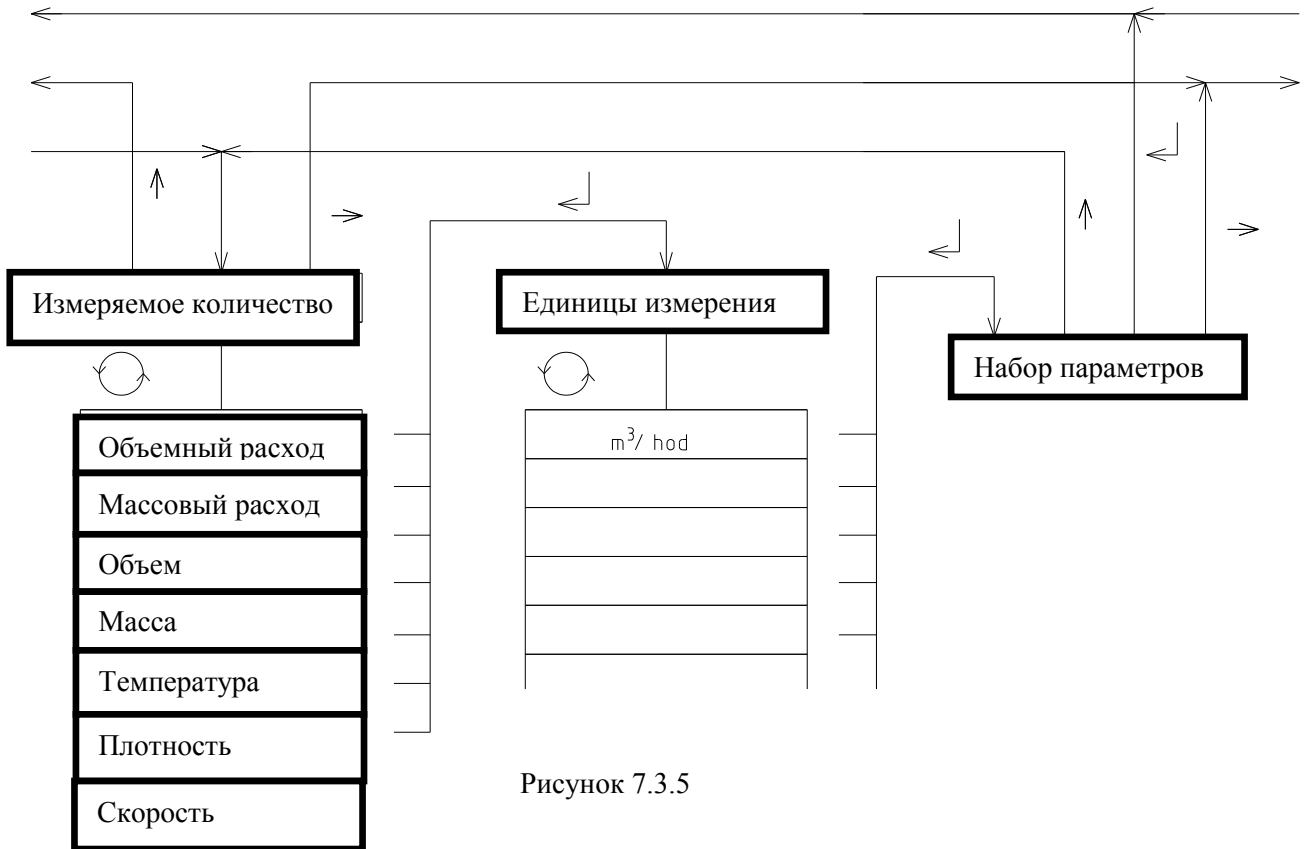 Измеряемое количество
Единицы измерения
Набор параметров
Объемный расход
Массовый расход
Объем
Масса
Температура
Плотность
Скорость
m³/ hod
Рисунок 7.3.5